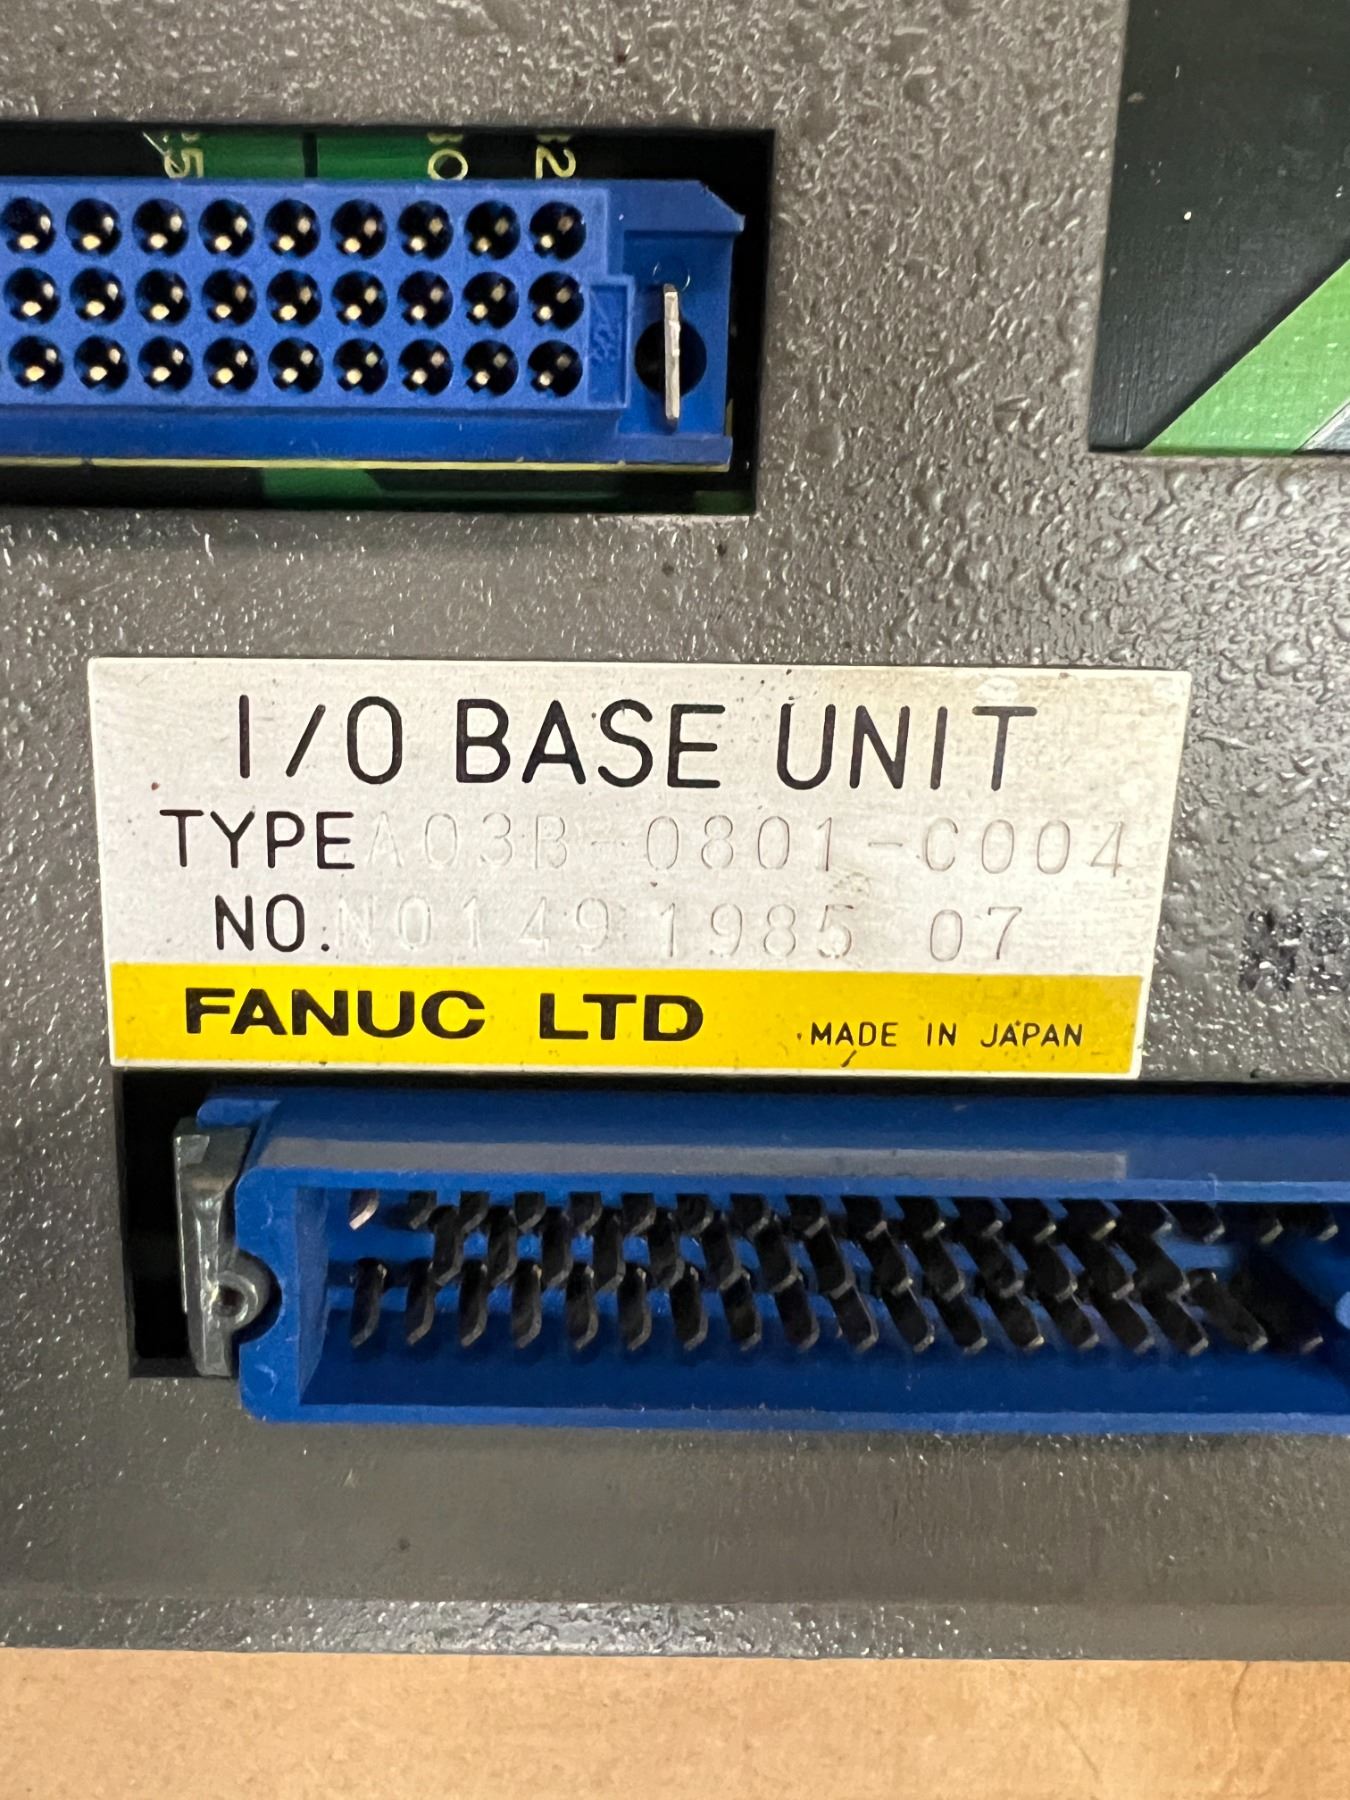 I/O BASE UNIT
TYPE A03B-0801-C004
NO. N0149 1985 07
FANUC LTD MADE IN JAPAN